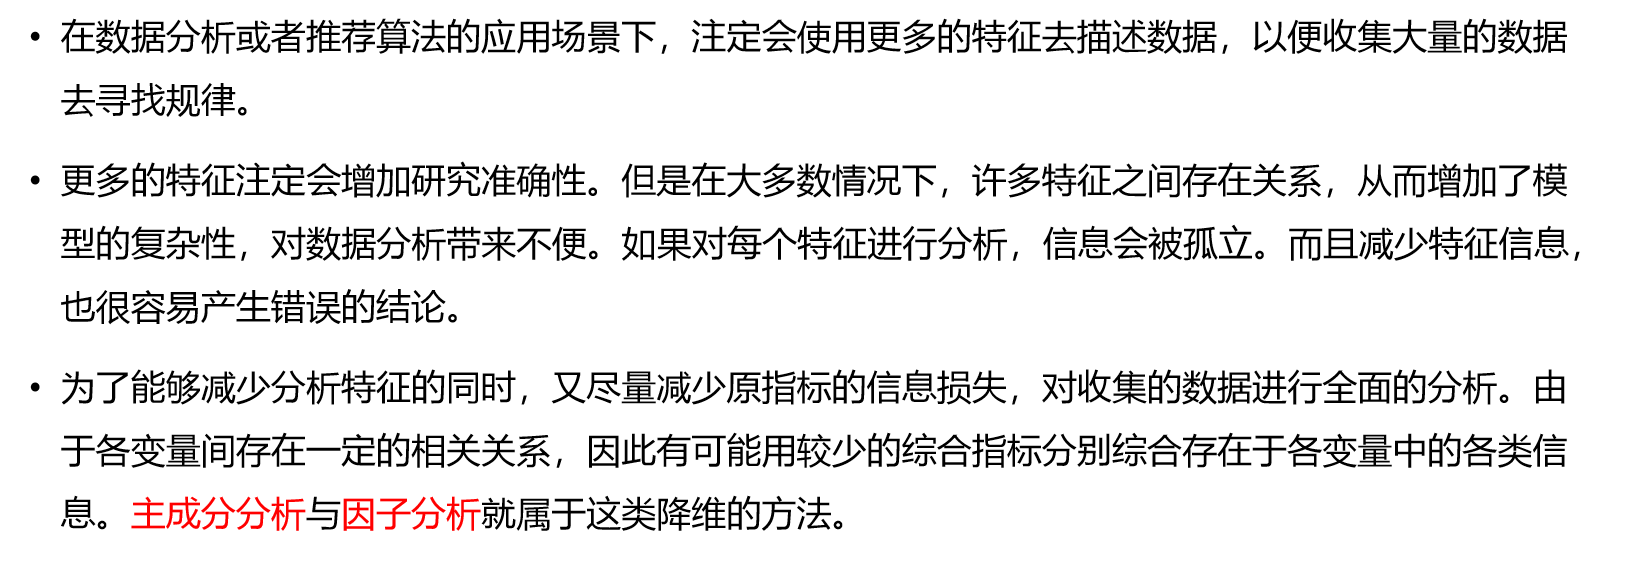 • 在数据分析或者推荐算法的应用场景下，注定会使用更多的特征去描述数据，以便收集大量的数据
去寻找规律。
• 更多的特征注定会增加研究准确性。但是在大多数情况下，许多特征之间存在关系，从而增加了模
型的复杂性，对数据分析带来不便。如果对每个特征进行分析，信息会被孤立。而且减少特征信息，
也很容易产生错误的结论。
• 为了能够减少分析特征的同时，又尽量减少原指标的信息损失，对收集的数据进行全面的分析。由
于各变量间存在一定的相关关系，因此有可能用较少的综合指标分别综合存在于各变量中的各类信
息。主成分分析与因子分析就属于这类降维的方法。